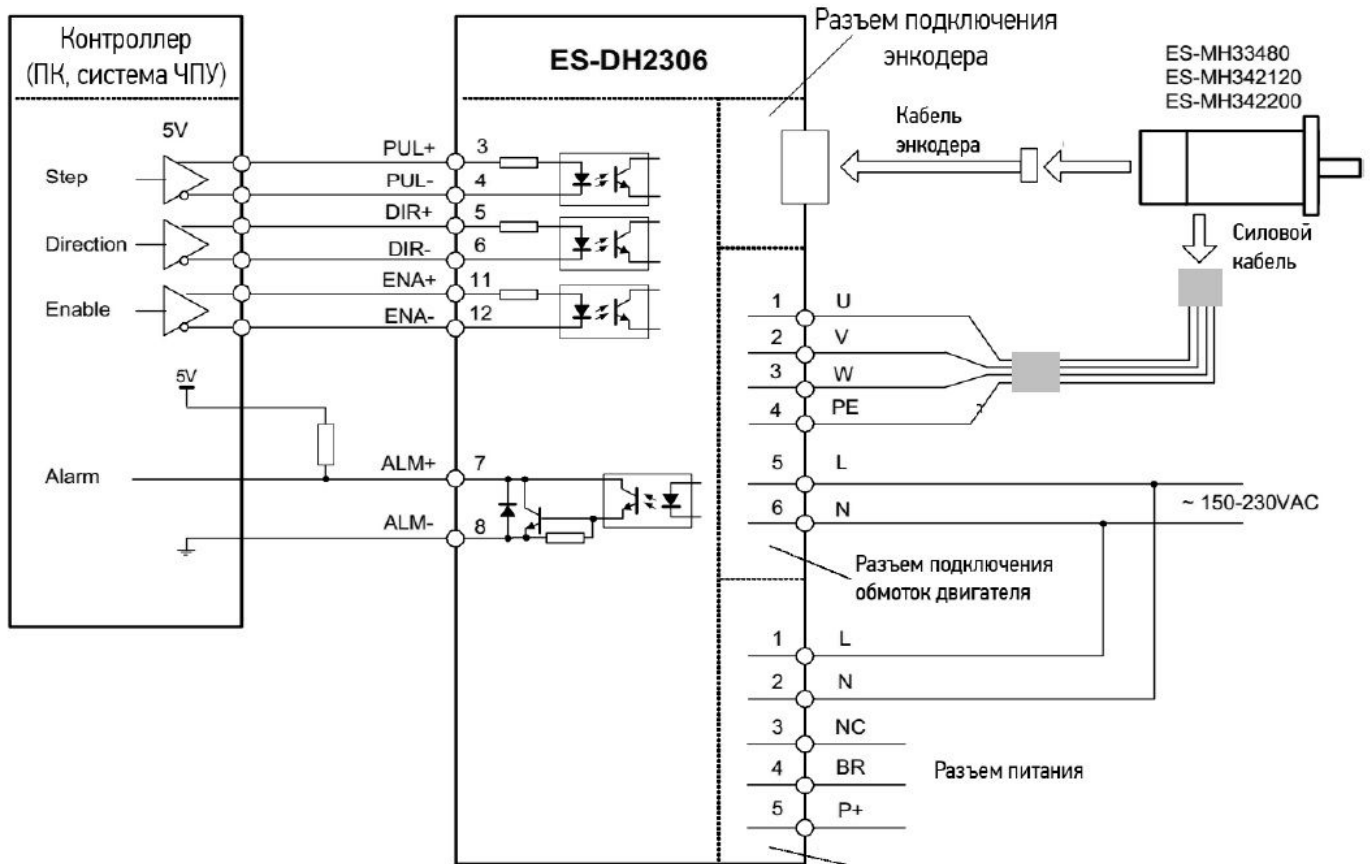 Контроллер
(ПК, система ЧПУ)
5V
Step
Direction
Enable
5V
Alarm
PUL+
PUL-
DIR+
DIR-
ENA+
ENA-
ALM+
ALM-
ES-DH2306
3
4
5
6
11
12
7
8
Разъем подключения
энкодера
Кабель
энкодера
ES-MH33480
ES-MH342120
ES-MH342200
Силовой
кабель
1 U
2 V
3 W
4 PE
5 L
6 N
~ 150-230VAC
Разъем подключения
обмоток двигателя
1 L
2 N
3 NC
4 BR
5 P+
Разъем питания